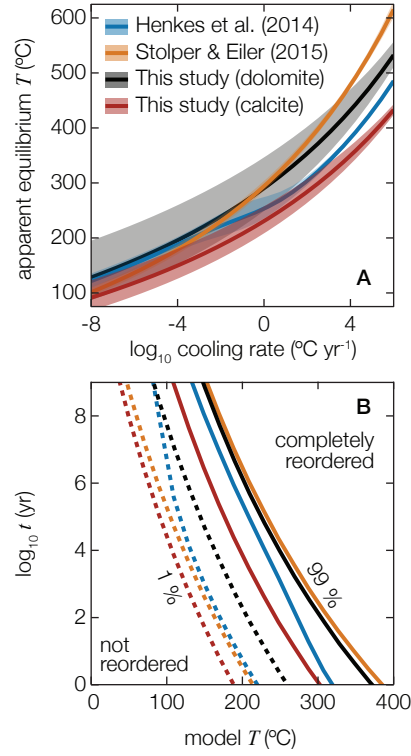 Henkes et al. (2014)
Stolper & Eiler (2015)
This study (dolomite)
This study (calcite)
apparent equilibrium T (ºC)
600
500
400
300
200
100
A
-8
-4
0
4
log₁₀ cooling rate (ºC yr⁻¹)
B
completely
reordered
99 %
1 %
not
reordered
log₁₀ t (yr)
8
6
4
2
0
0
100
200
300
400
model T (ºC)